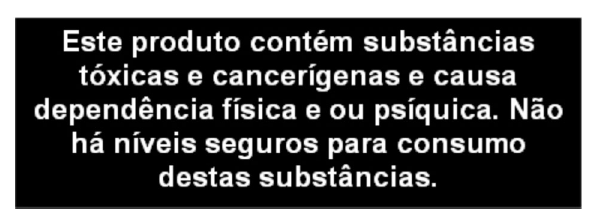 Este produto contém substâncias
tóxicas e cancerígenas e causa
dependência física e ou psíquica. Não
há níveis seguros para consumo
destas substâncias.